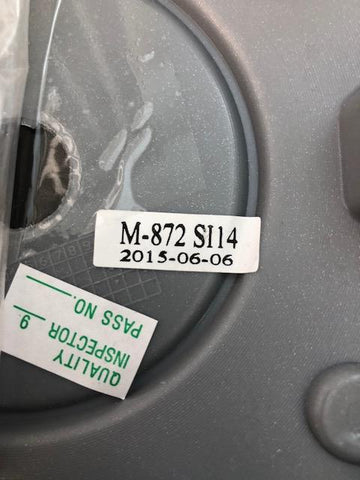 M-872 SI14
2015-06-06
QUALITY
INSPECTOR 9.
PASS NO.